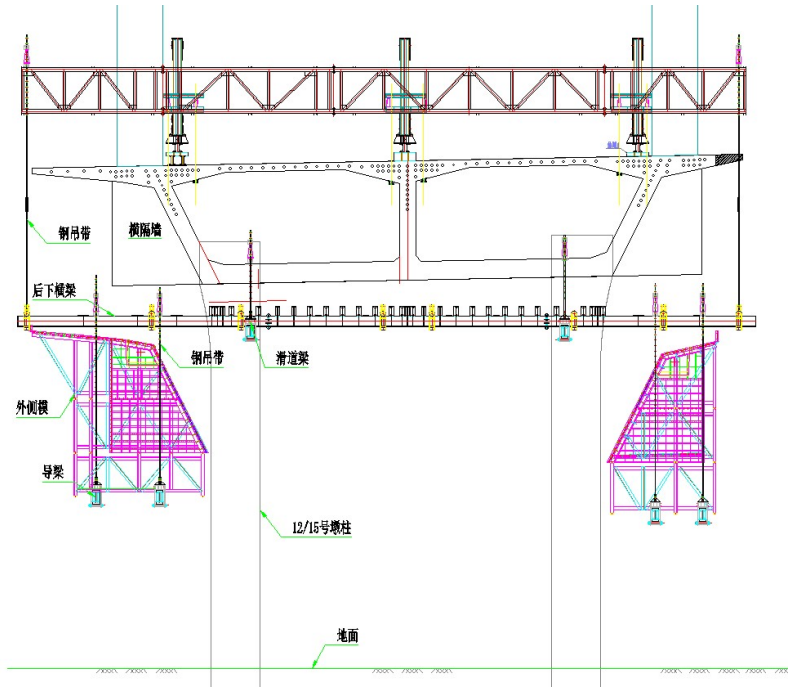 钢吊带
横隔墙
后下横梁
钢吊带
滑道梁
外侧模
导梁
12/15号墩柱
地面